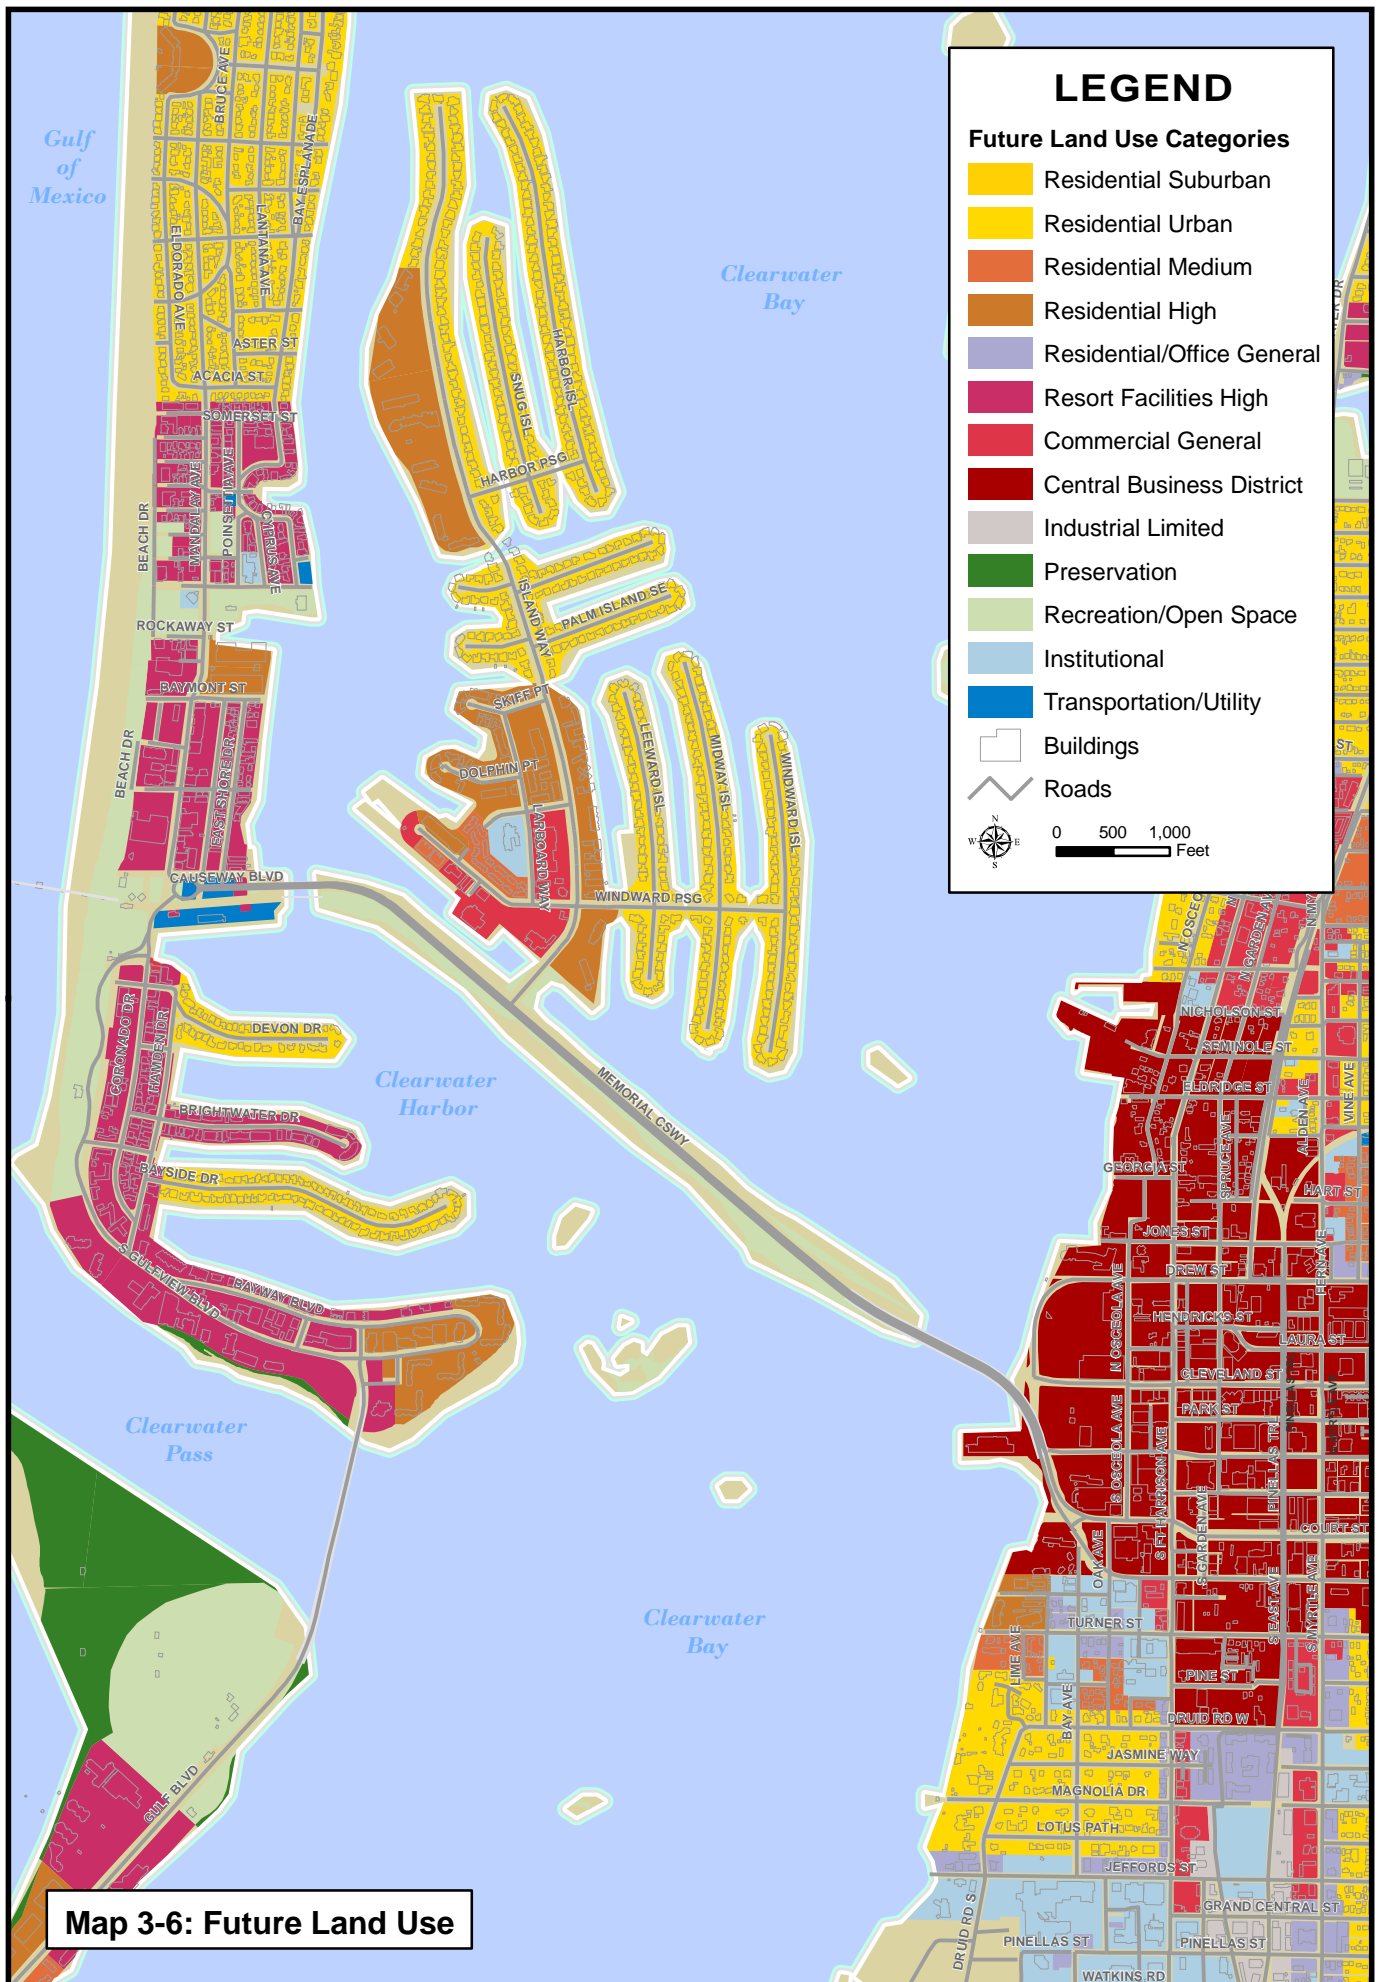 LEGEND
Future Land Use Categories
Residential Suburban
Residential Urban
Residential Medium
Residential High
Residential/Office General
Resort Facilities High
Commercial General
Central Business District
Industrial Limited
Preservation
Recreation/Open Space
Institutional
Transportation/Utility
Buildings
Roads
N
W E
S
0 500 1,000
Feet
Gulf
of
Mexico
BRUCE AVE
BAY ESPLANADE
LANTANA AVE
ELDORADO AVE
ASTER ST
ACACIA ST
SOMERSET ST
MANDALAY AVE
POINSETTIA AVE
CYPRUS AVE
BEACH DR
ROCKAWAY ST
BAYMONT ST
BEACH DR
EAST SHORE DR
CAUSEWAY BLVD
Clearwater
Bay
HARBOR ISL
SNUG ISL
HARBOR PSG
ISLAND WAY
PALM ISLAND SE
SKIFF PT
DOLPHIN PT
LARBOARD WAY
LEEWARD ISL
MIDWAY ISL
WINDWARD ISL
WINDWARD PSG
MEMORIAL CSWY
CORONADO DR
HAMDEN DR
DEVON DR
Clearwater
Harbor
BRIGHTWATER DR
BAYSIDE DR
S GULFVIEW BLVD
BAYWAY BLVD
Clearwater
Pass
GULF BLVD
Clearwater
Bay
ST
N GARDEN AV
NICHOLSON ST
SEMINOLE ST
ELDRIDGE ST
ALDEN AVE
VINE AVE
GEORGIA ST
SPRUCE AVE
HART ST
JONES ST
DREW ST
FERN AVE
N OSCEOLA AVE
HENDRICKS ST
LAURA ST
CLEVELAND ST
PARK ST
S OSCEOLA AVE
S FT HARRISON AVE
PINELLAS TRL
S GARDEN AVE
COURT ST
OAK AVE
S EAST AVE
S MYRTLE AVE
TURNER ST
LIME AVE
PINE ST
BAY AVE
DRUID RD W
JASMINE WAY
MAGNOLIA DR
LOTUS PATH
JEFFORDS ST
DRUID RD S
GRAND CENTRAL ST
PINELLAS ST
PINELLAS ST
WATKINS RD
Map 3-6: Future Land Use